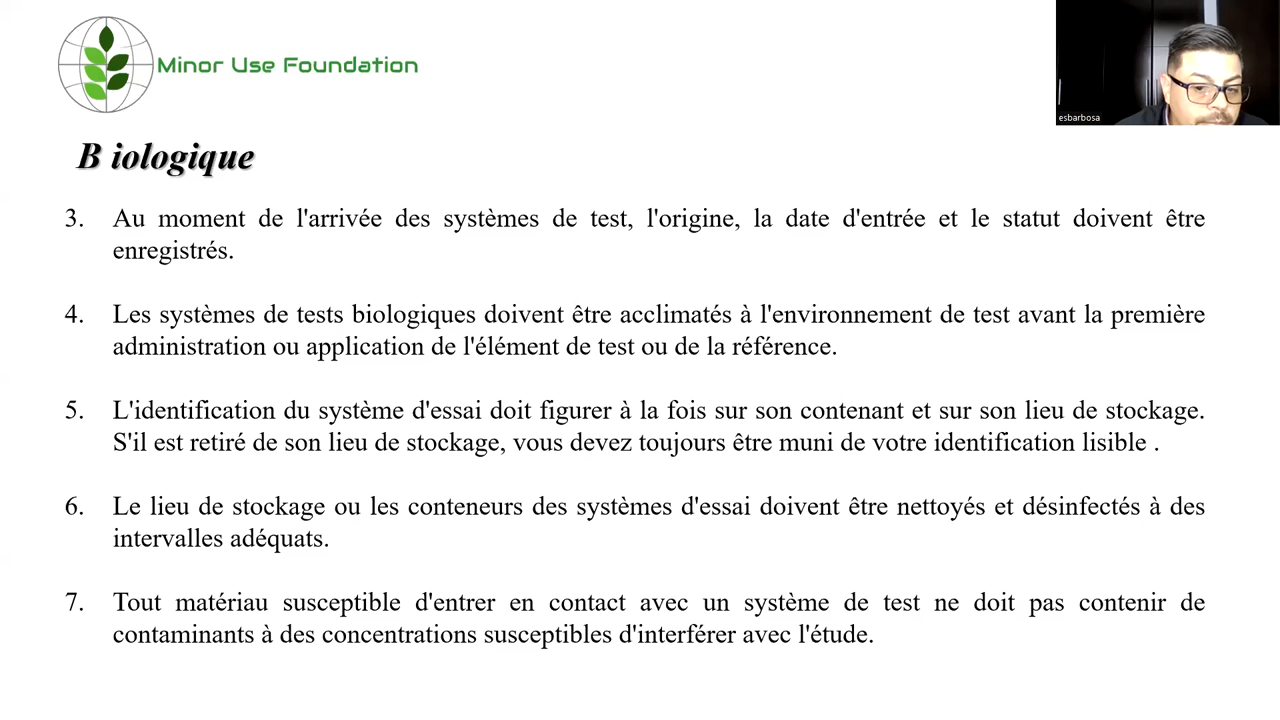 Minor Use Foundation
esbarbosa
B iologique
3. Au moment de l'arrivée des systèmes de test, l'origine, la date d'entrée et le statut doivent être
enregistrés.
4. Les systèmes de tests biologiques doivent être acclimatés à l'environnement de test avant la première
administration ou application de l'élément de test ou de la référence.
5. L'identification du système d'essai doit figurer à la fois sur son contenant et sur son lieu de stockage.
S'il est retiré de son lieu de stockage, vous devez toujours être muni de votre identification lisible .
6. Le lieu de stockage ou les conteneurs des systèmes d'essai doivent être nettoyés et désinfectés à des
intervalles adéquats.
7. Tout matériau susceptible d'entrer en contact avec un système de test ne doit pas contenir de
contaminants à des concentrations susceptibles d'interférer avec l'étude.